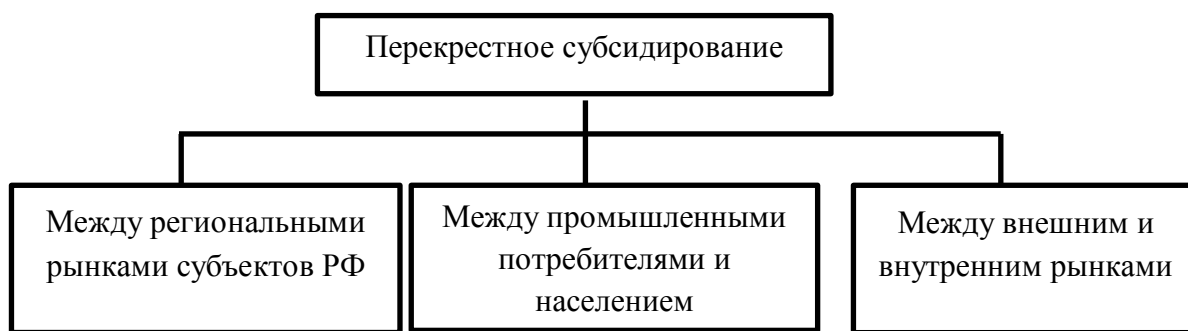 Перекрестное субсидирование
Между региональными
рынками субъектов РФ
Между промышленными
потребителями и
населением
Между внешним и
внутренним рынками